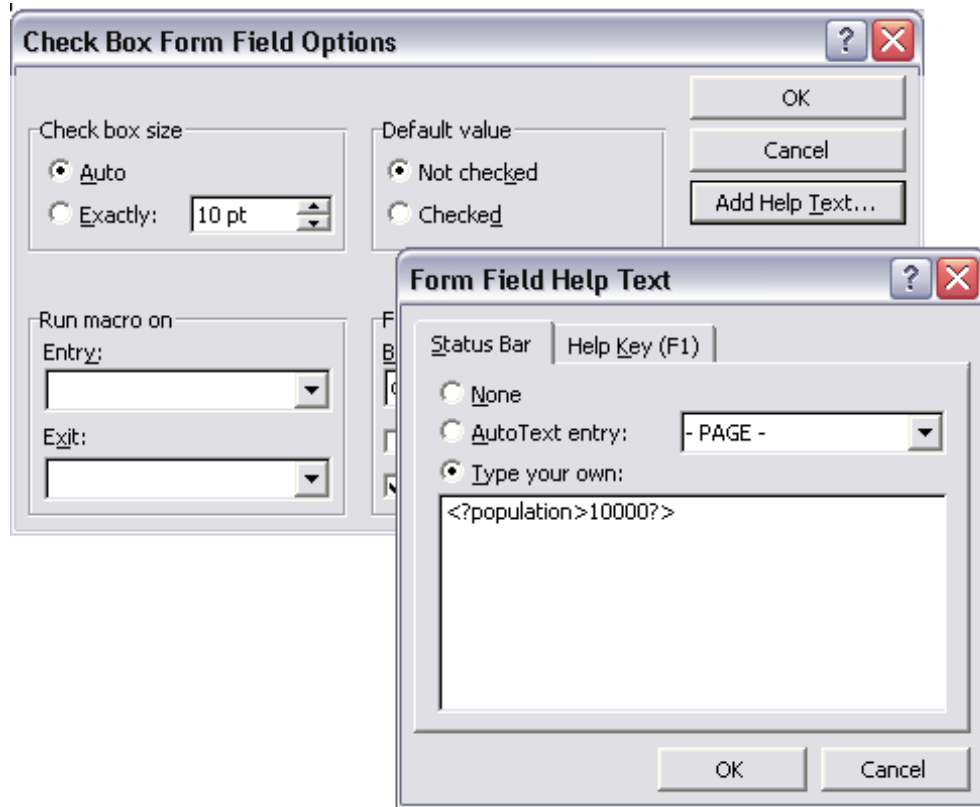 Check Box Form Field Options
OK
Check box size
Default value
Cancel
Auto
Not checked
Exactly: 10 pt
Checked
Add Help Text...
Form Field Help Text
Run macro on
F
Status Bar
Help Key (F1)
Entry:
B
None
AutoText entry: - PAGE -
Exit:
Type your own:
<?population>10000?>
OK
Cancel